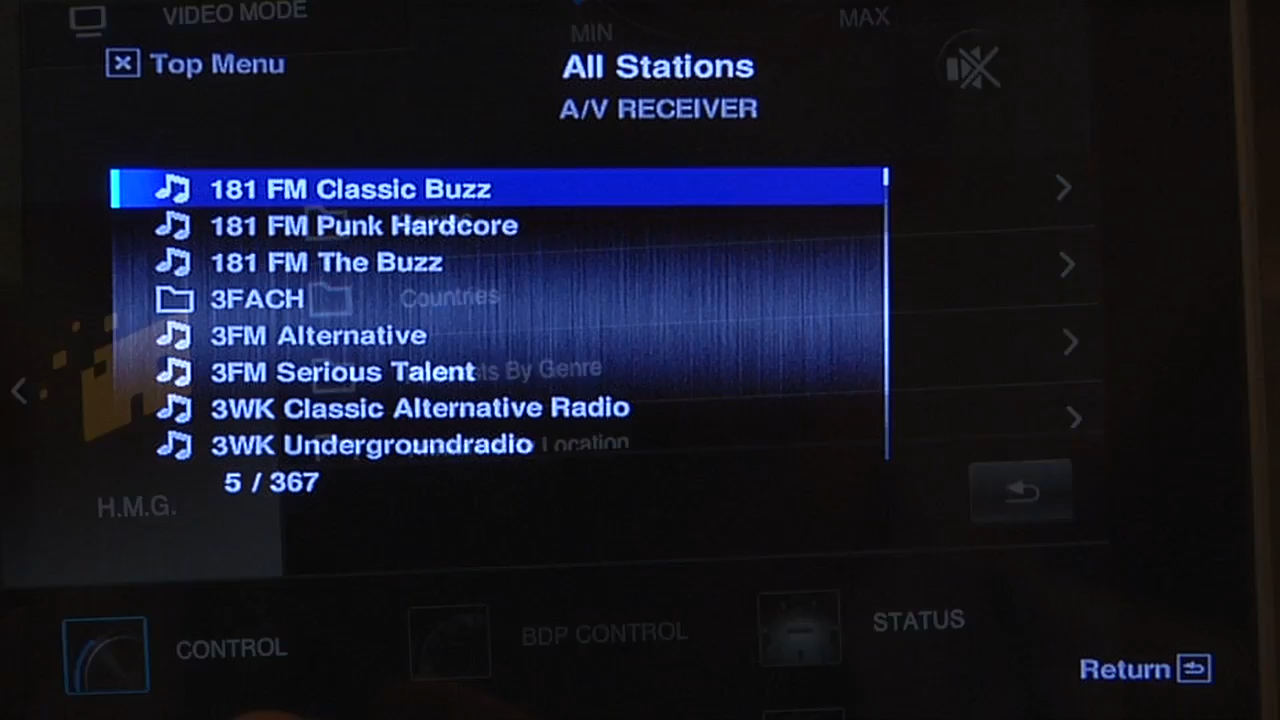 VIDEO MODE
MIN
MAX
Top Menu
All Stations
A/V RECEIVER
181 FM Classic Buzz
181 FM Punk Hardcore
181 FM The Buzz
3FACH
Countries
3FM Alternative
3FM Serious Talent
By Genre
3WK Classic Alternative Radio
3WK Undergroundradio
Location
5 / 367
H.M.G.
CONTROL
BDP CONTROL
STATUS
Return